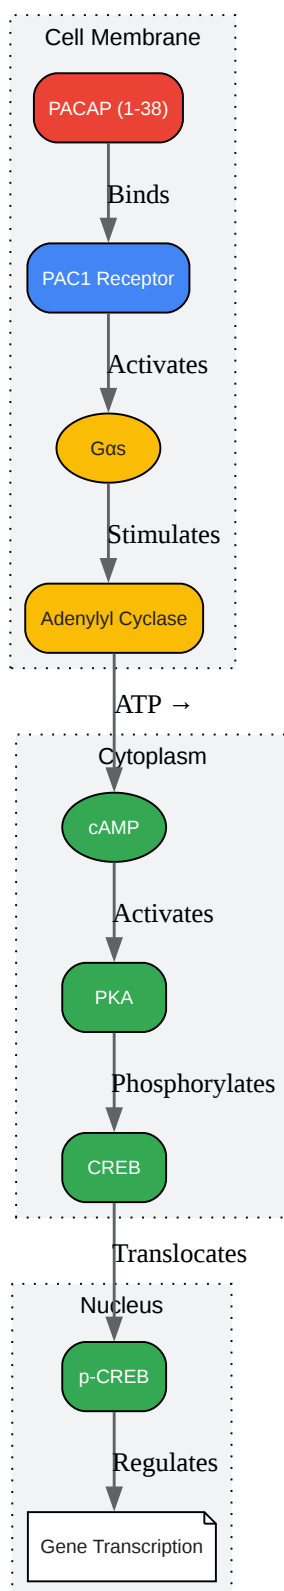 Cell Membrane
PACAP (1-38)
Binds
PAC1 Receptor
Activates
Gαs
Stimulates
Adenylyl Cyclase
ATP →
Cytoplasm
cAMP
Activates
PKA
Phosphorylates
CREB
Translocates
Nucleus
p-CREB
Regulates
Gene Transcription